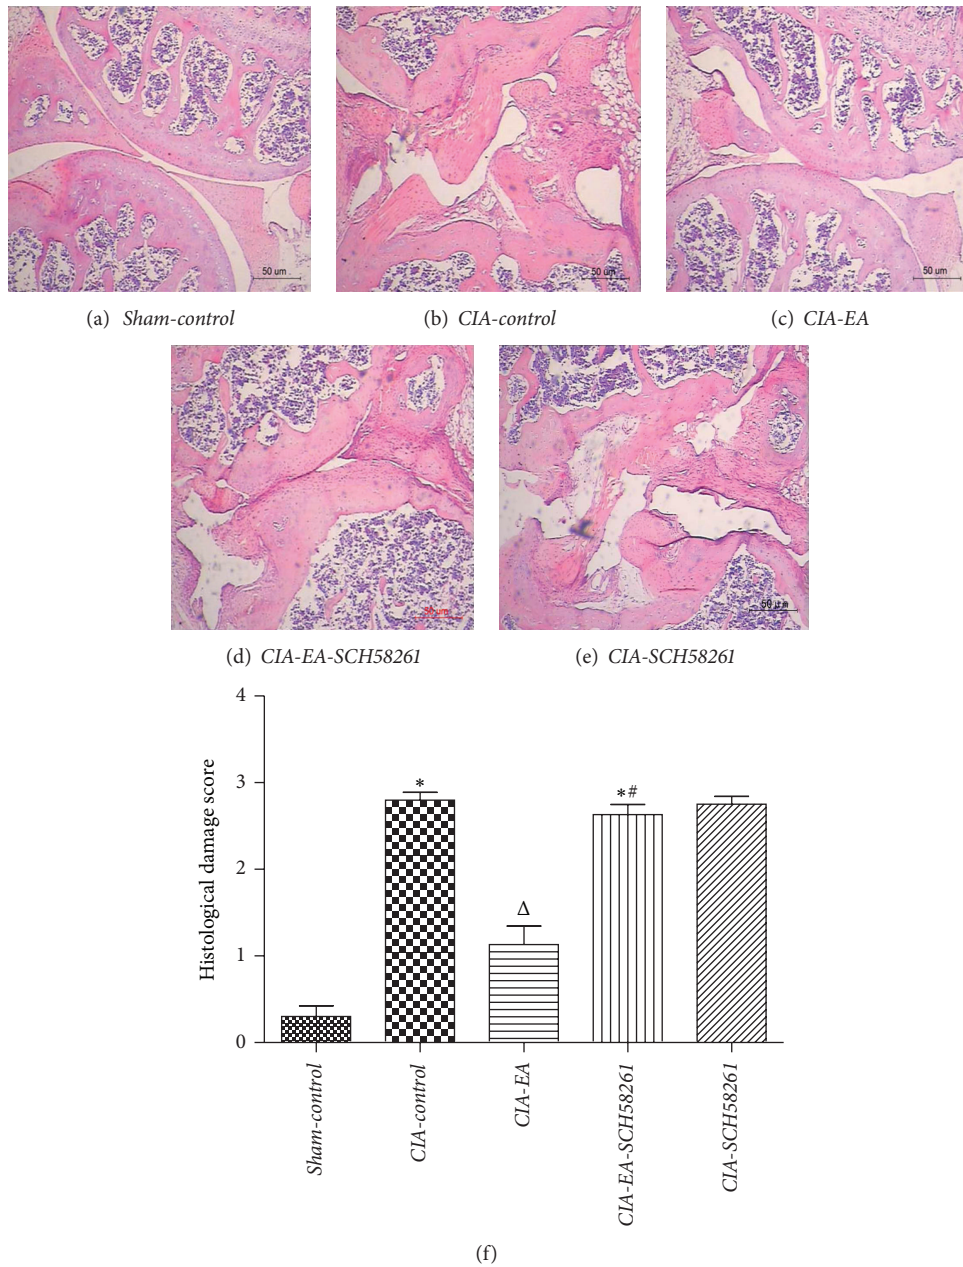 50 um
50 um
50 um
(a) Sham-control
(b) CIA-control
(c) CIA-EA
50 um
(d) CIA-EA-SCH58261
(e) CIA-SCH58261
Histological damage score
4
3
2
1
0
*
Δ
*#
Sham-control
CIA-control
CIA-EA
CIA-EA-SCH58261
CIA-SCH58261
(f)